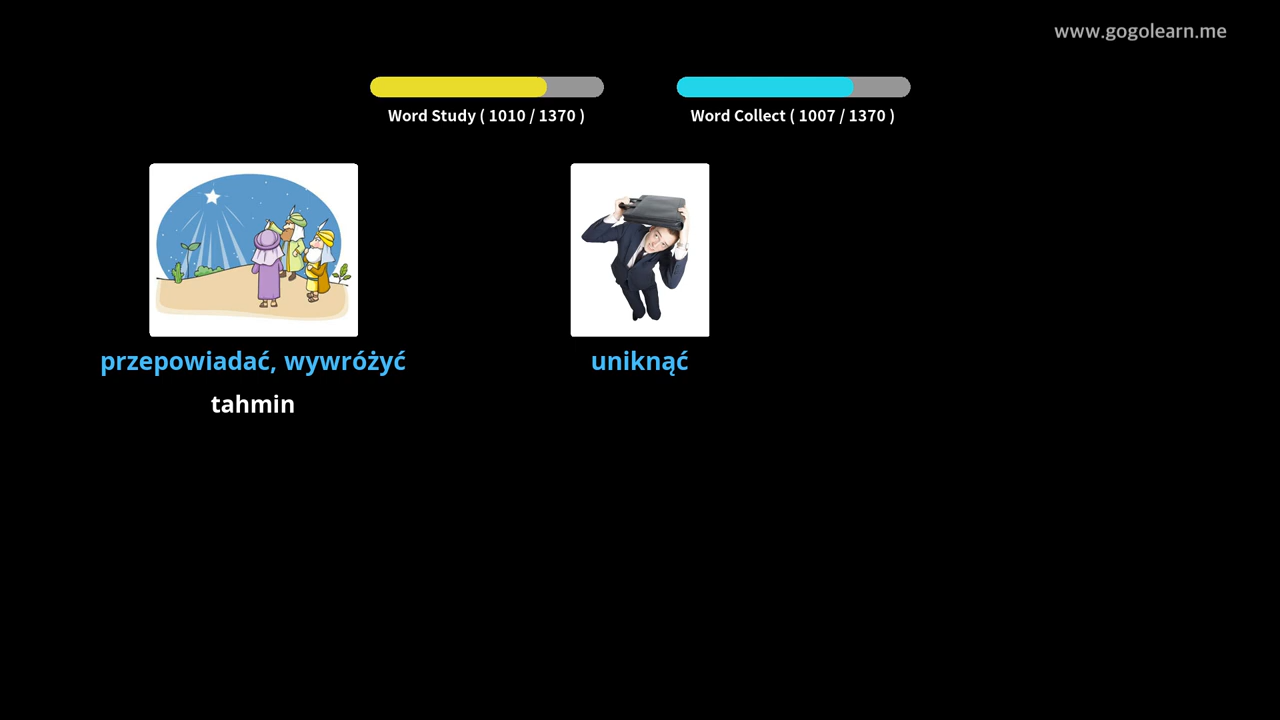 www.gogolearn.me
Word Study ( 1010 / 1370 )
Word Collect ( 1007 / 1370 )
przepowiadać, wywróżyć
uniknąć
tahmin